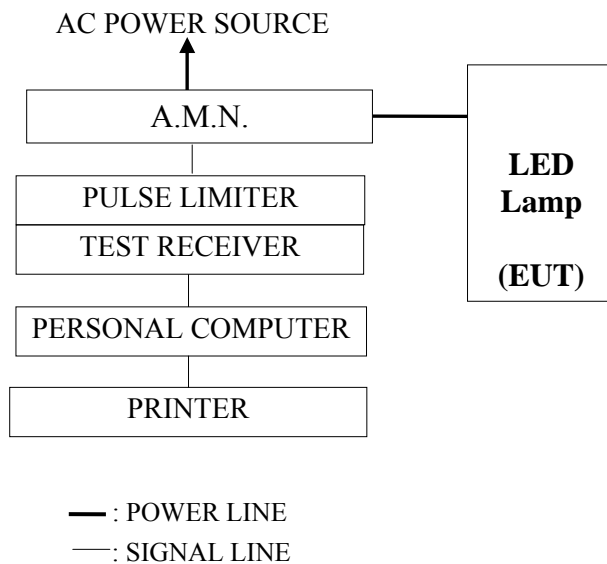 AC POWER SOURCE
A.M.N.
LED
Lamp
(EUT)
PULSE LIMITER
TEST RECEIVER
PERSONAL COMPUTER
PRINTER
: POWER LINE
: SIGNAL LINE